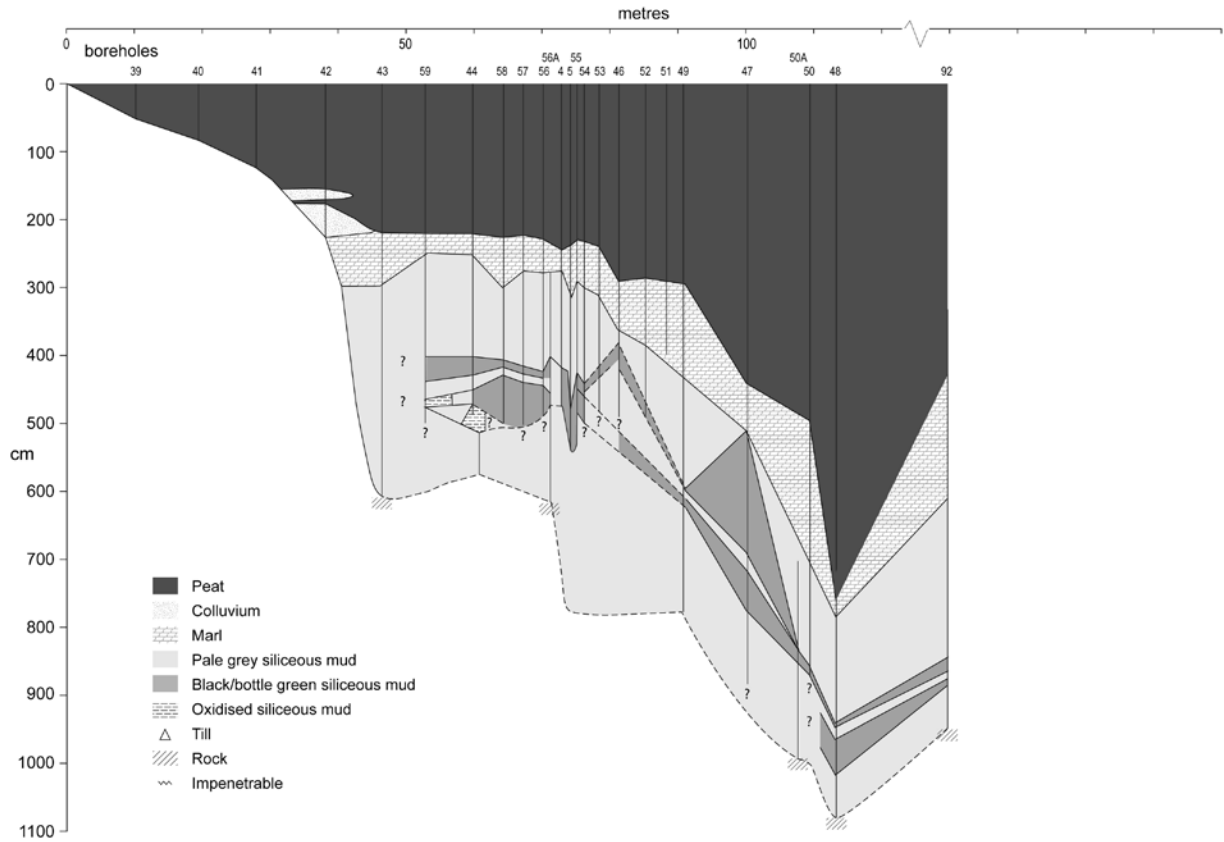 metres
0 50 100
boreholes
56A 55 50A
39 40 41 42 43 59 44 58 57 56 4 5 54 53 46 52 51 49 47 50 48 92
0
100
200
300
400
?
? ?
500
? ? ? ? ? ?
cm
600
700
800
900
? ?
?
1000
1100
Peat
Colluvium
Marl
Pale grey siliceous mud
Black/bottle green siliceous mud
Oxidised siliceous mud
Till
Rock
Impenetrable